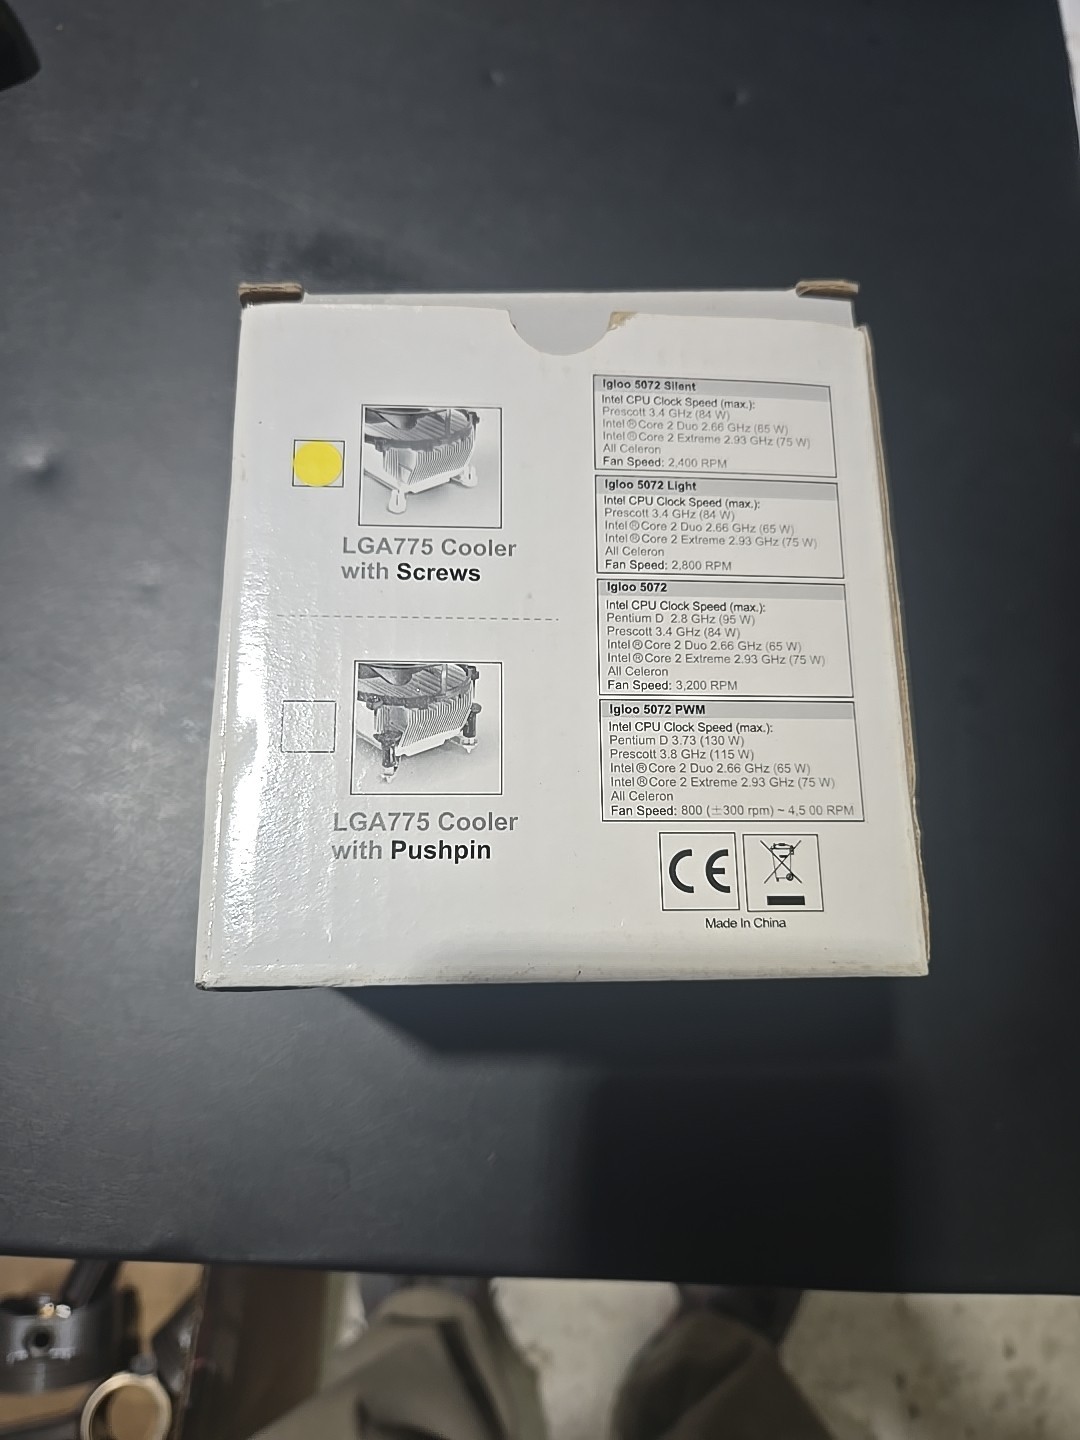 LGA775 Cooler
with Screws
LGA775 Cooler
with Pushpin
Igloo 5072 Silent
Intel CPU Clock Speed (max.):
Prescott 3.4 GHz (84 W)
Intel®Core 2 Duo 2.66 GHz (65 W)
Intel®Core 2 Extreme 2.93 GHz (75 W)
All Celeron
Fan Speed: 2,400 RPM
Igloo 5072 Light
Intel CPU Clock Speed (max.):
Prescott 3.4 GHz (84 W)
Intel®Core 2 Duo 2.66 GHz (65 W)
Intel®Core 2 Extreme 2.93 GHz (75 W)
All Celeron
Fan Speed: 2,800 RPM
Igloo 5072
Intel CPU Clock Speed (max.):
Pentium D 2.8 GHz (95 W)
Prescott 3.4 GHz (84 W)
Intel®Core 2 Duo 2.66 GHz (65 W)
Intel®Core 2 Extreme 2.93 GHz (75 W)
All Celeron
Fan Speed: 3,200 RPM
Igloo 5072 PWM
Intel CPU Clock Speed (max.):
Pentium D 3.73 (130 W)
Prescott 3.8 GHz (115 W)
Intel®Core 2 Duo 2.66 GHz (65 W)
Intel®Core 2 Extreme 2.93 GHz (75 W)
All Celeron
Fan Speed: 800 (±300 rpm) ~ 4,5 00 RPM
CE
Made In China